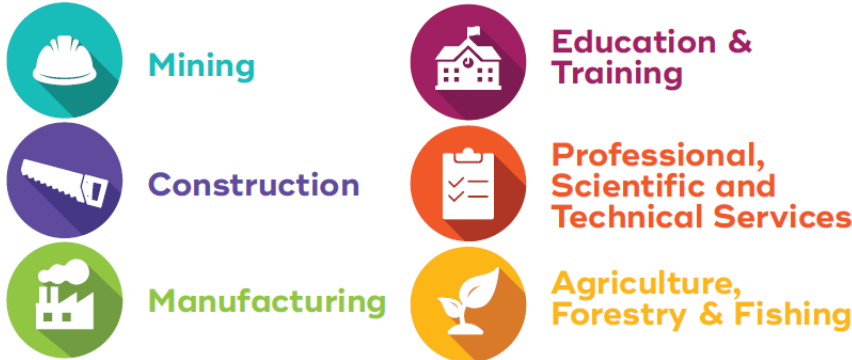 Mining
Construction
Manufacturing
Education &
Training
Professional,
Scientific and
Technical Services
Agriculture,
Forestry & Fishing